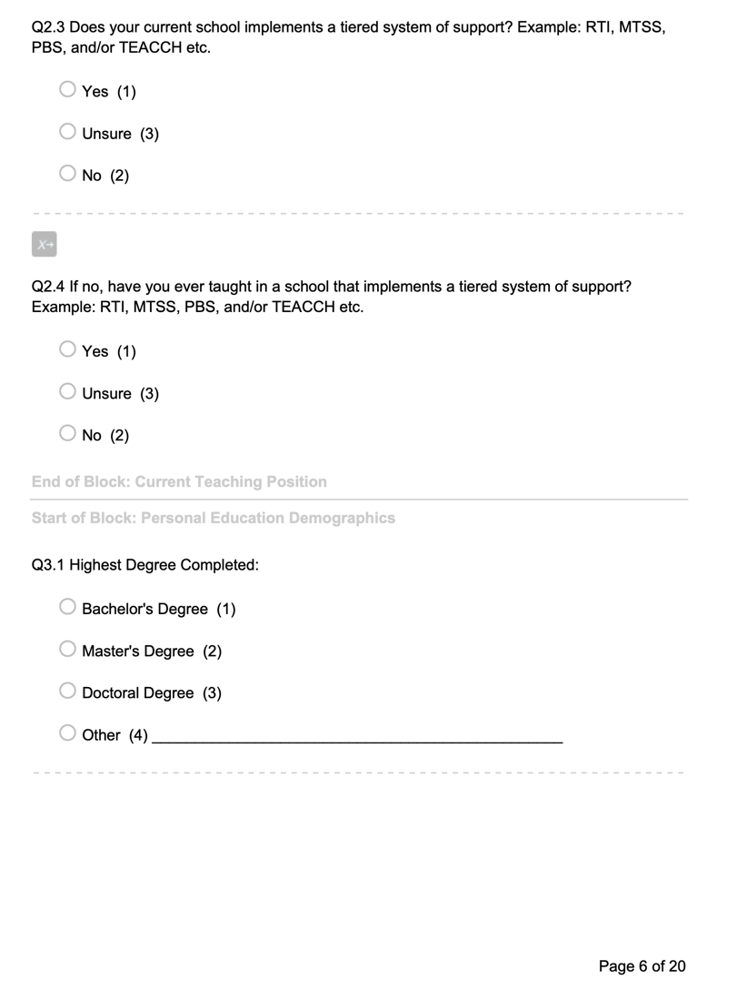 Q2.3 Does your current school implements a tiered system of support? Example: RTI, MTSS,
PBS, and/or TEACCH etc.
Yes (1)
Unsure (3)
No (2)
X→
Q2.4 If no, have you ever taught in a school that implements a tiered system of support?
Example: RTI, MTSS, PBS, and/or TEACCH etc.
Yes (1)
Unsure (3)
No (2)
End of Block: Current Teaching Position
Start of Block: Personal Education Demographics
Q3.1 Highest Degree Completed:
Bachelor's Degree (1)
Master's Degree (2)
Doctoral Degree (3)
Other (4)
Page 6 of 20